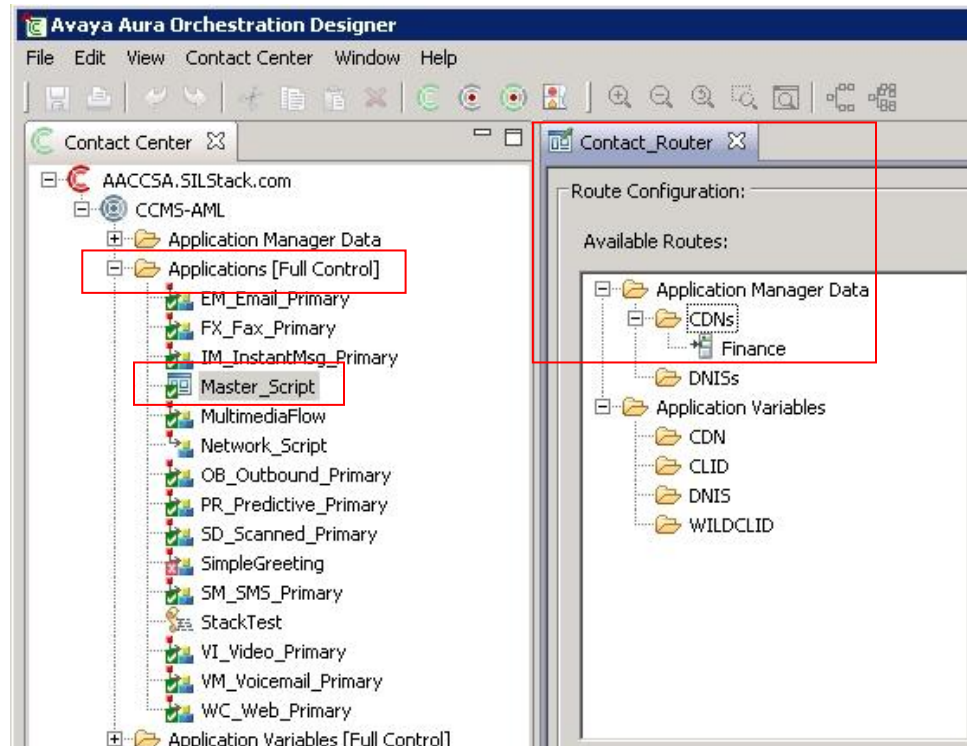 Avaya Aura Orchestration Designer
File Edit View Contact Center Window Help
Contact Center
AACCSA.SILStack.com
CCMS-AML
Application Manager Data
Applications [Full Control]
EM_Email_Primary
FX_Fax_Primary
IM_InstantMsg_Primary
Master_Script
MultimediaFlow
Network_Script
OB_Outbound_Primary
PR_Predictive_Primary
SD_Scanned_Primary
SimpleGreeting
SM_SMS_Primary
StackTest
VI_Video_Primary
VM_Voicemail_Primary
WC_Web_Primary
Application Variables [Full Control]
Contact_Router
Route Configuration:
Available Routes:
Application Manager Data
CDNs
Finance
DNISs
Application Variables
CDN
CLID
DNIS
WILDCLID